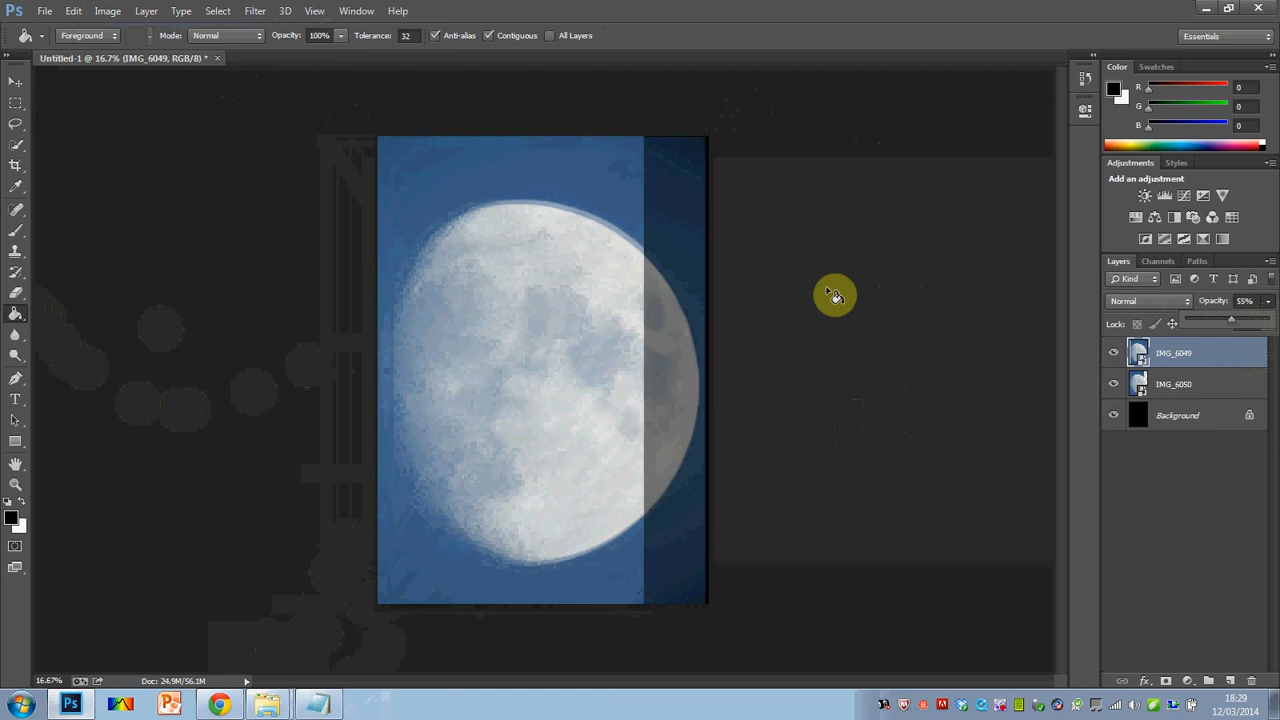 Ps File Edit Image Layer Type Select Filter 3D View Window Help
Foreground Mode: Normal Opacity: 100% Tolerance: 32 Anti-alias Contiguous All Layers Essentials
Untitled-1 @ 16.7% (IMG_6049, RGB/8) * ×
Color Swatches
R 0
G 0
B 0
Adjustments Styles
Add an adjustment
Layers Channels Paths
Kind T
Normal Opacity: 55%
Lock:
IMG_6049
IMG_6050
Background
T
16.67% Doc: 24.9M/56.1M fx.
Ps P 18:29
12/03/2014